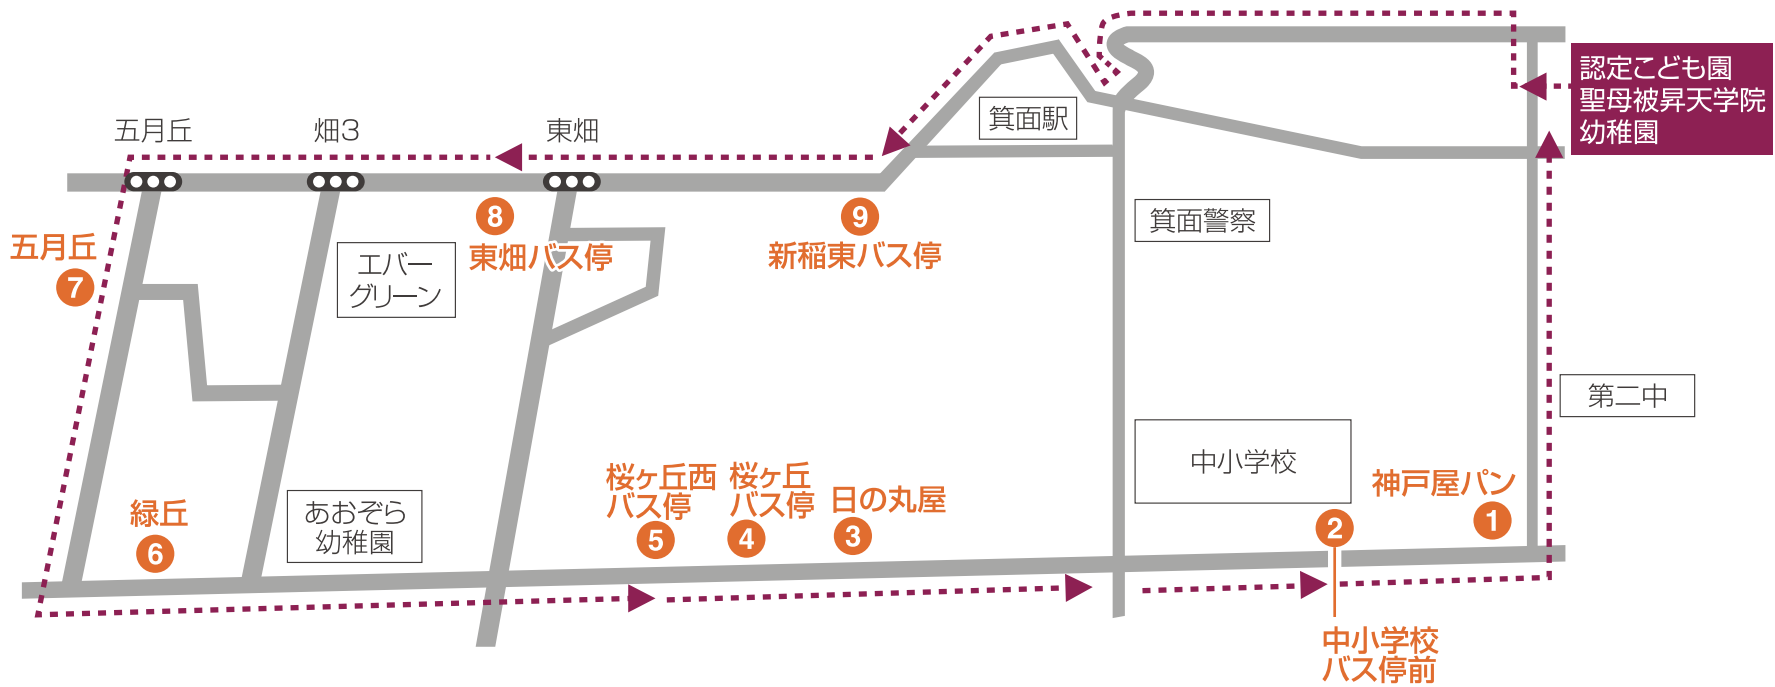 認定こども園
聖母被昇天学院
幼稚園
箕面駅
五月丘
畑3
東畑
箕面警察
8
東畑バス停
9
新稲東バス停
五月丘
7
エバー
グリーン
第二中
中小学校
神戸屋パン
1
2
中小学校
バス停前
桜ヶ丘西
バス停
5
桜ヶ丘
バス停
4
日の丸屋
3
緑丘
6
あおぞら
幼稚園